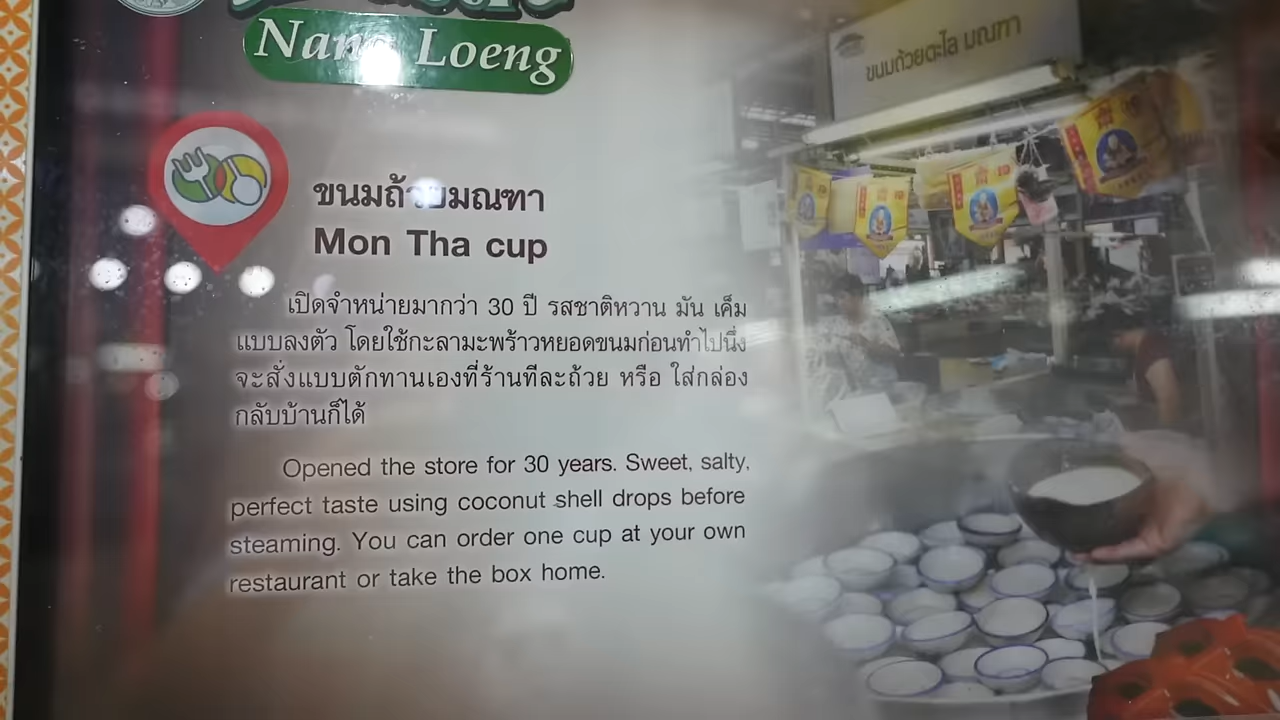 Nang Loeng
ขนมถ้วยตะไล มณฑา
ขนมถ้วยมณฑา
Mon Tha cup
เปิดจำหน่ายมากว่า 30 ปี รสชาติหวาน มัน เค็ม
แบบลงตัว โดยใช้กะลามะพร้าวหยอดขนมก่อนทำไปนึ่ง
จะสั่งแบบตักทานเองที่ร้านทีละถ้วย หรือ ใส่กล่อง
กลับบ้านก็ได้
Opened the store for 30 years. Sweet, salty,
perfect taste using coconut shell drops before
steaming. You can order one cup at your own
restaurant or take the box home.